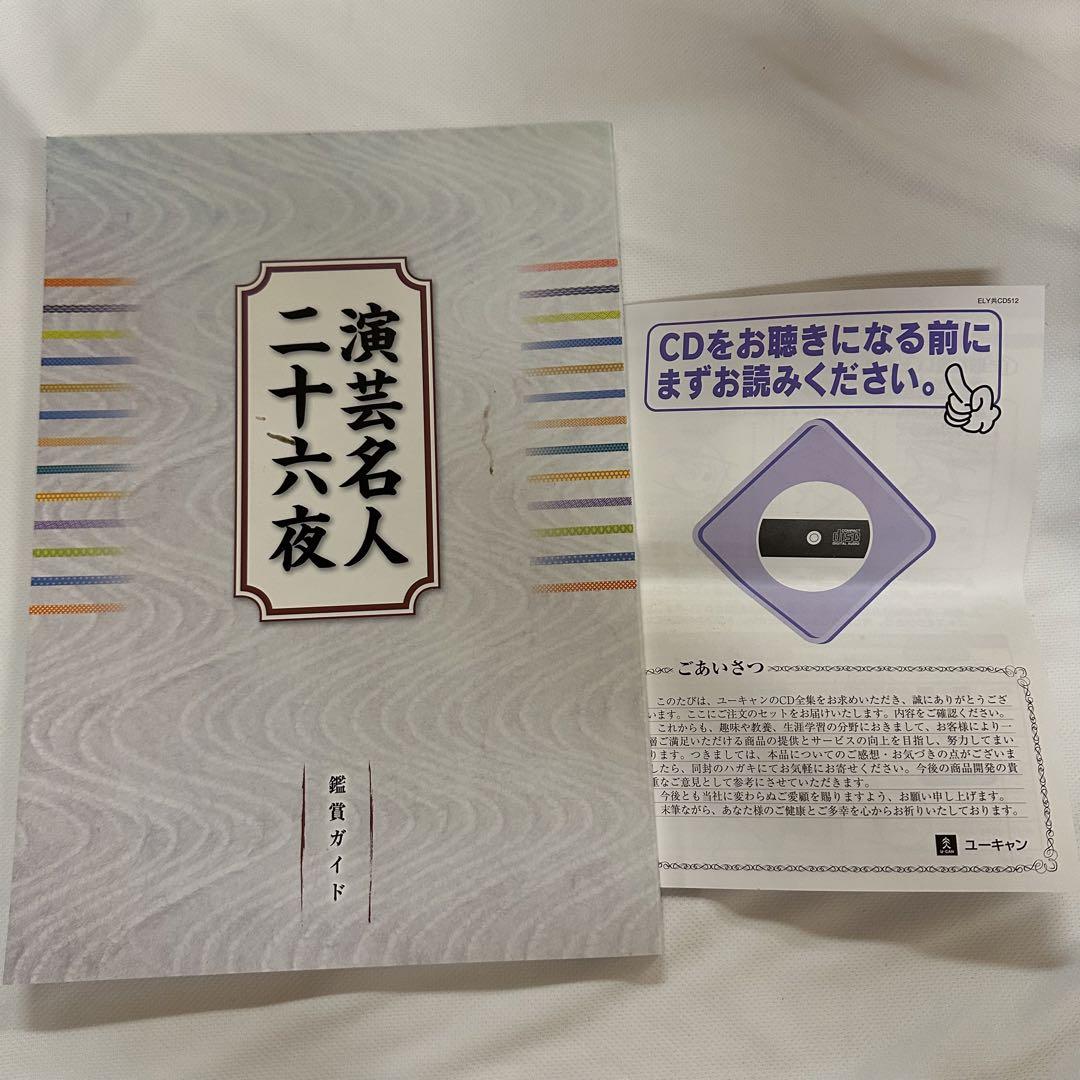 演芸名人
二十六夜
鑑賞ガイド
ELY共CD512
CDをお聴きになる前に
まずお読みください。
COMPACT
disc
DIGITAL AUDIO
ごあいさつ
このたびは、ユーキャンのCD全集をお求めいただき、誠にありがとうござ
います。ここにご注文のセットをお届けいたします。内容をご確認ください。
これからも、趣味や教養、生涯学習の分野におきまして、お客様により一
層ご満足いただける商品の提供とサービスの向上を目指し、努力してまい
ります。つきましては、本品についてのご感想・お気づきの点がございま
したら、同封のハガキにてお気軽にお寄せください。今後の商品開発の貴
重なご意見として参考にさせていただきます。
今後とも当社に変わらぬご愛顧を賜りますよう、お願い申し上げます。
末筆ながら、あなた様のご健康とご多幸を心からお祈りいたしております。
U-CAN
ユーキャン